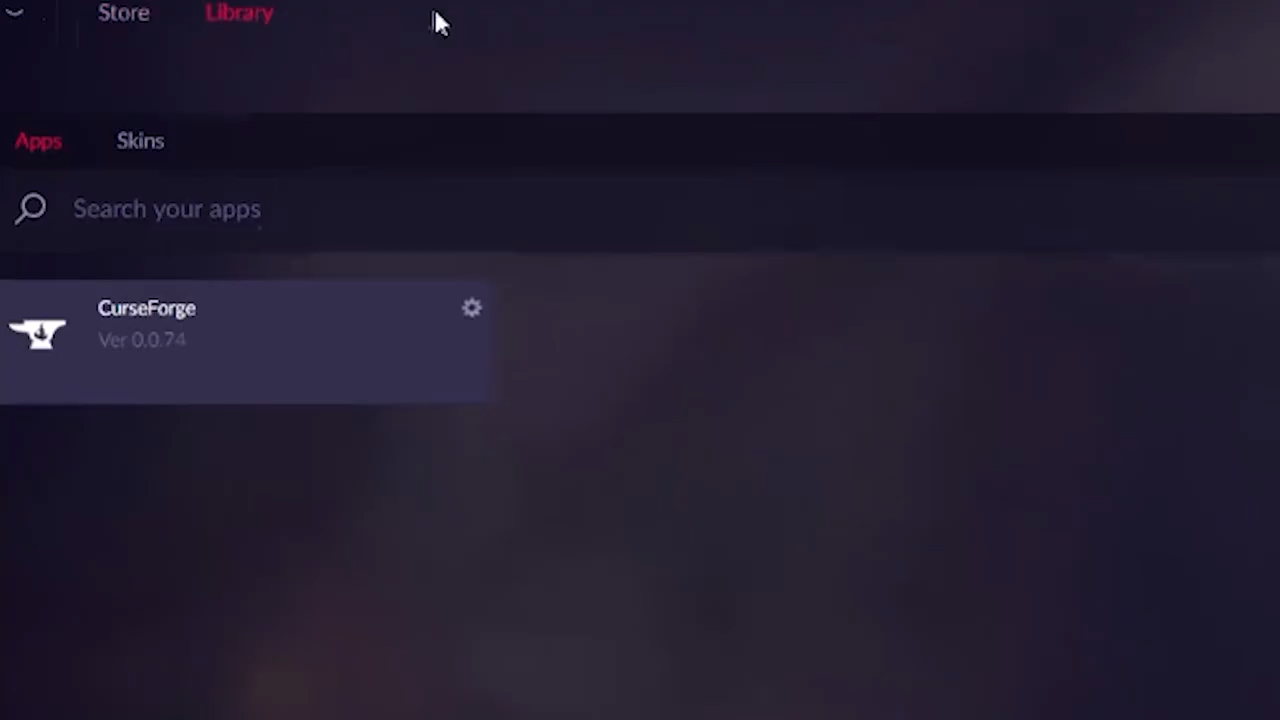 Store Library
Apps Skins
Search your apps
CurseForge
Ver 0.0.74